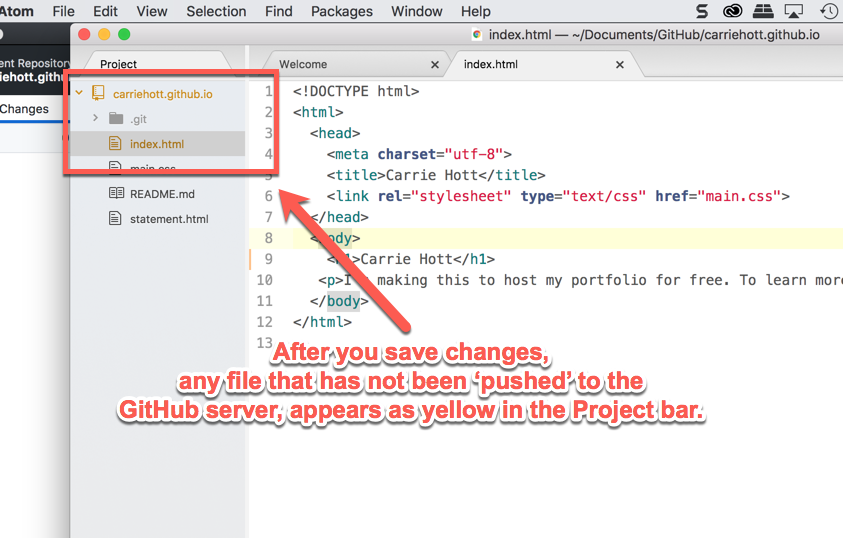 Atom File Edit View Selection Find Packages Window Help
index.html — ~/Documents/GitHub/carriehott.github.io
Project Welcome index.html
Changes
carriehott.github.io
.git
index.html
main.css
README.md
statement.html
1 <!DOCTYPE html>
2 <html>
3 <head>
4 <meta charset="utf-8">
5 <title>Carrie Hott</title>
6 <link rel="stylesheet" type="text/css" href="main.css">
7 </head>
8 <body>
9 <h1>Carrie Hott</h1>
10 <p>I'm making this to host my portfolio for free. To learn more
11 </body>
12 </html>
13
After you save changes,
any file that has not been ‘pushed’ to the
GitHub server, appears as yellow in the Project bar.